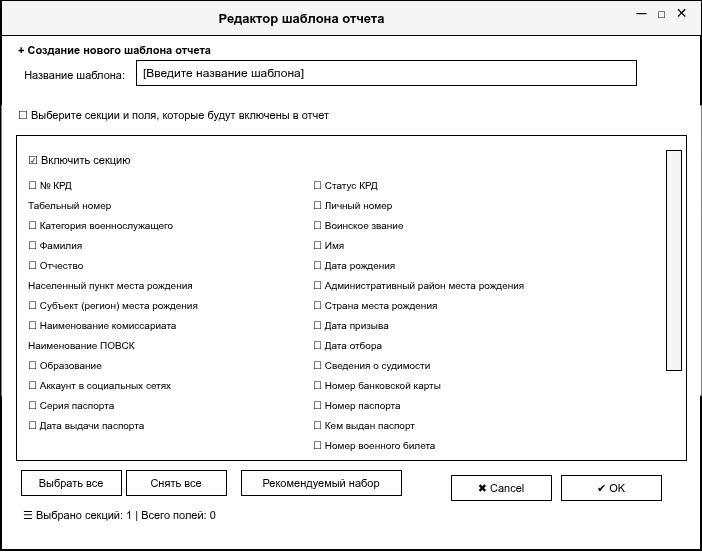 Редактор шаблона отчета
+ Создание нового шаблона отчета
Название шаблона: [Введите название шаблона]
☐ Выберите секции и поля, которые будут включены в отчет
☑ Включить секцию
☐ № КРД ☐ Статус КРД
Табельный номер ☐ Личный номер
☐ Категория военнослужащего ☐ Воинское звание
☐ Фамилия ☐ Имя
☐ Отчество ☐ Дата рождения
Населенный пункт места рождения ☐ Административный район места рождения
☐ Субъект (регион) места рождения ☐ Страна места рождения
☐ Наименование комиссариата ☐ Дата призыва
Наименование ПОВСК ☐ Дата отбора
☐ Образование ☐ Сведения о судимости
☐ Аккаунт в социальных сетях ☐ Номер банковской карты
☐ Серия паспорта ☐ Номер паспорта
☐ Дата выдачи паспорта ☐ Кем выдан паспорт
☐ Номер военного билета
Выбрать все Снять все Рекомендуемый набор ✖ Cancel ✔ OK
☰ Выбрано секций: 1 | Всего полей: 0